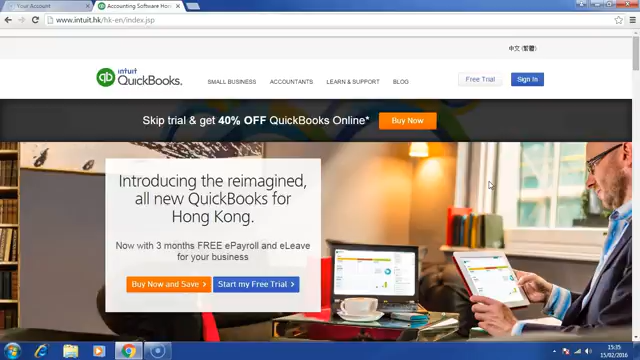 Your Account
Accounting Software Hon
www.intuit.hk/hk-en/index.jsp
中文 (繁體)
intuit
qb QuickBooks.
SMALL BUSINESS
ACCOUNTANTS
LEARN & SUPPORT
BLOG
Free Trial
Sign In
Skip trial & get 40% OFF QuickBooks Online*
Buy Now
Introducing the reimagined,
all new QuickBooks for
Hong Kong.
Now with 3 months FREE ePayroll and eLeave
for your business
Buy Now and Save >
Start my Free Trial >
15:35
15/02/2016